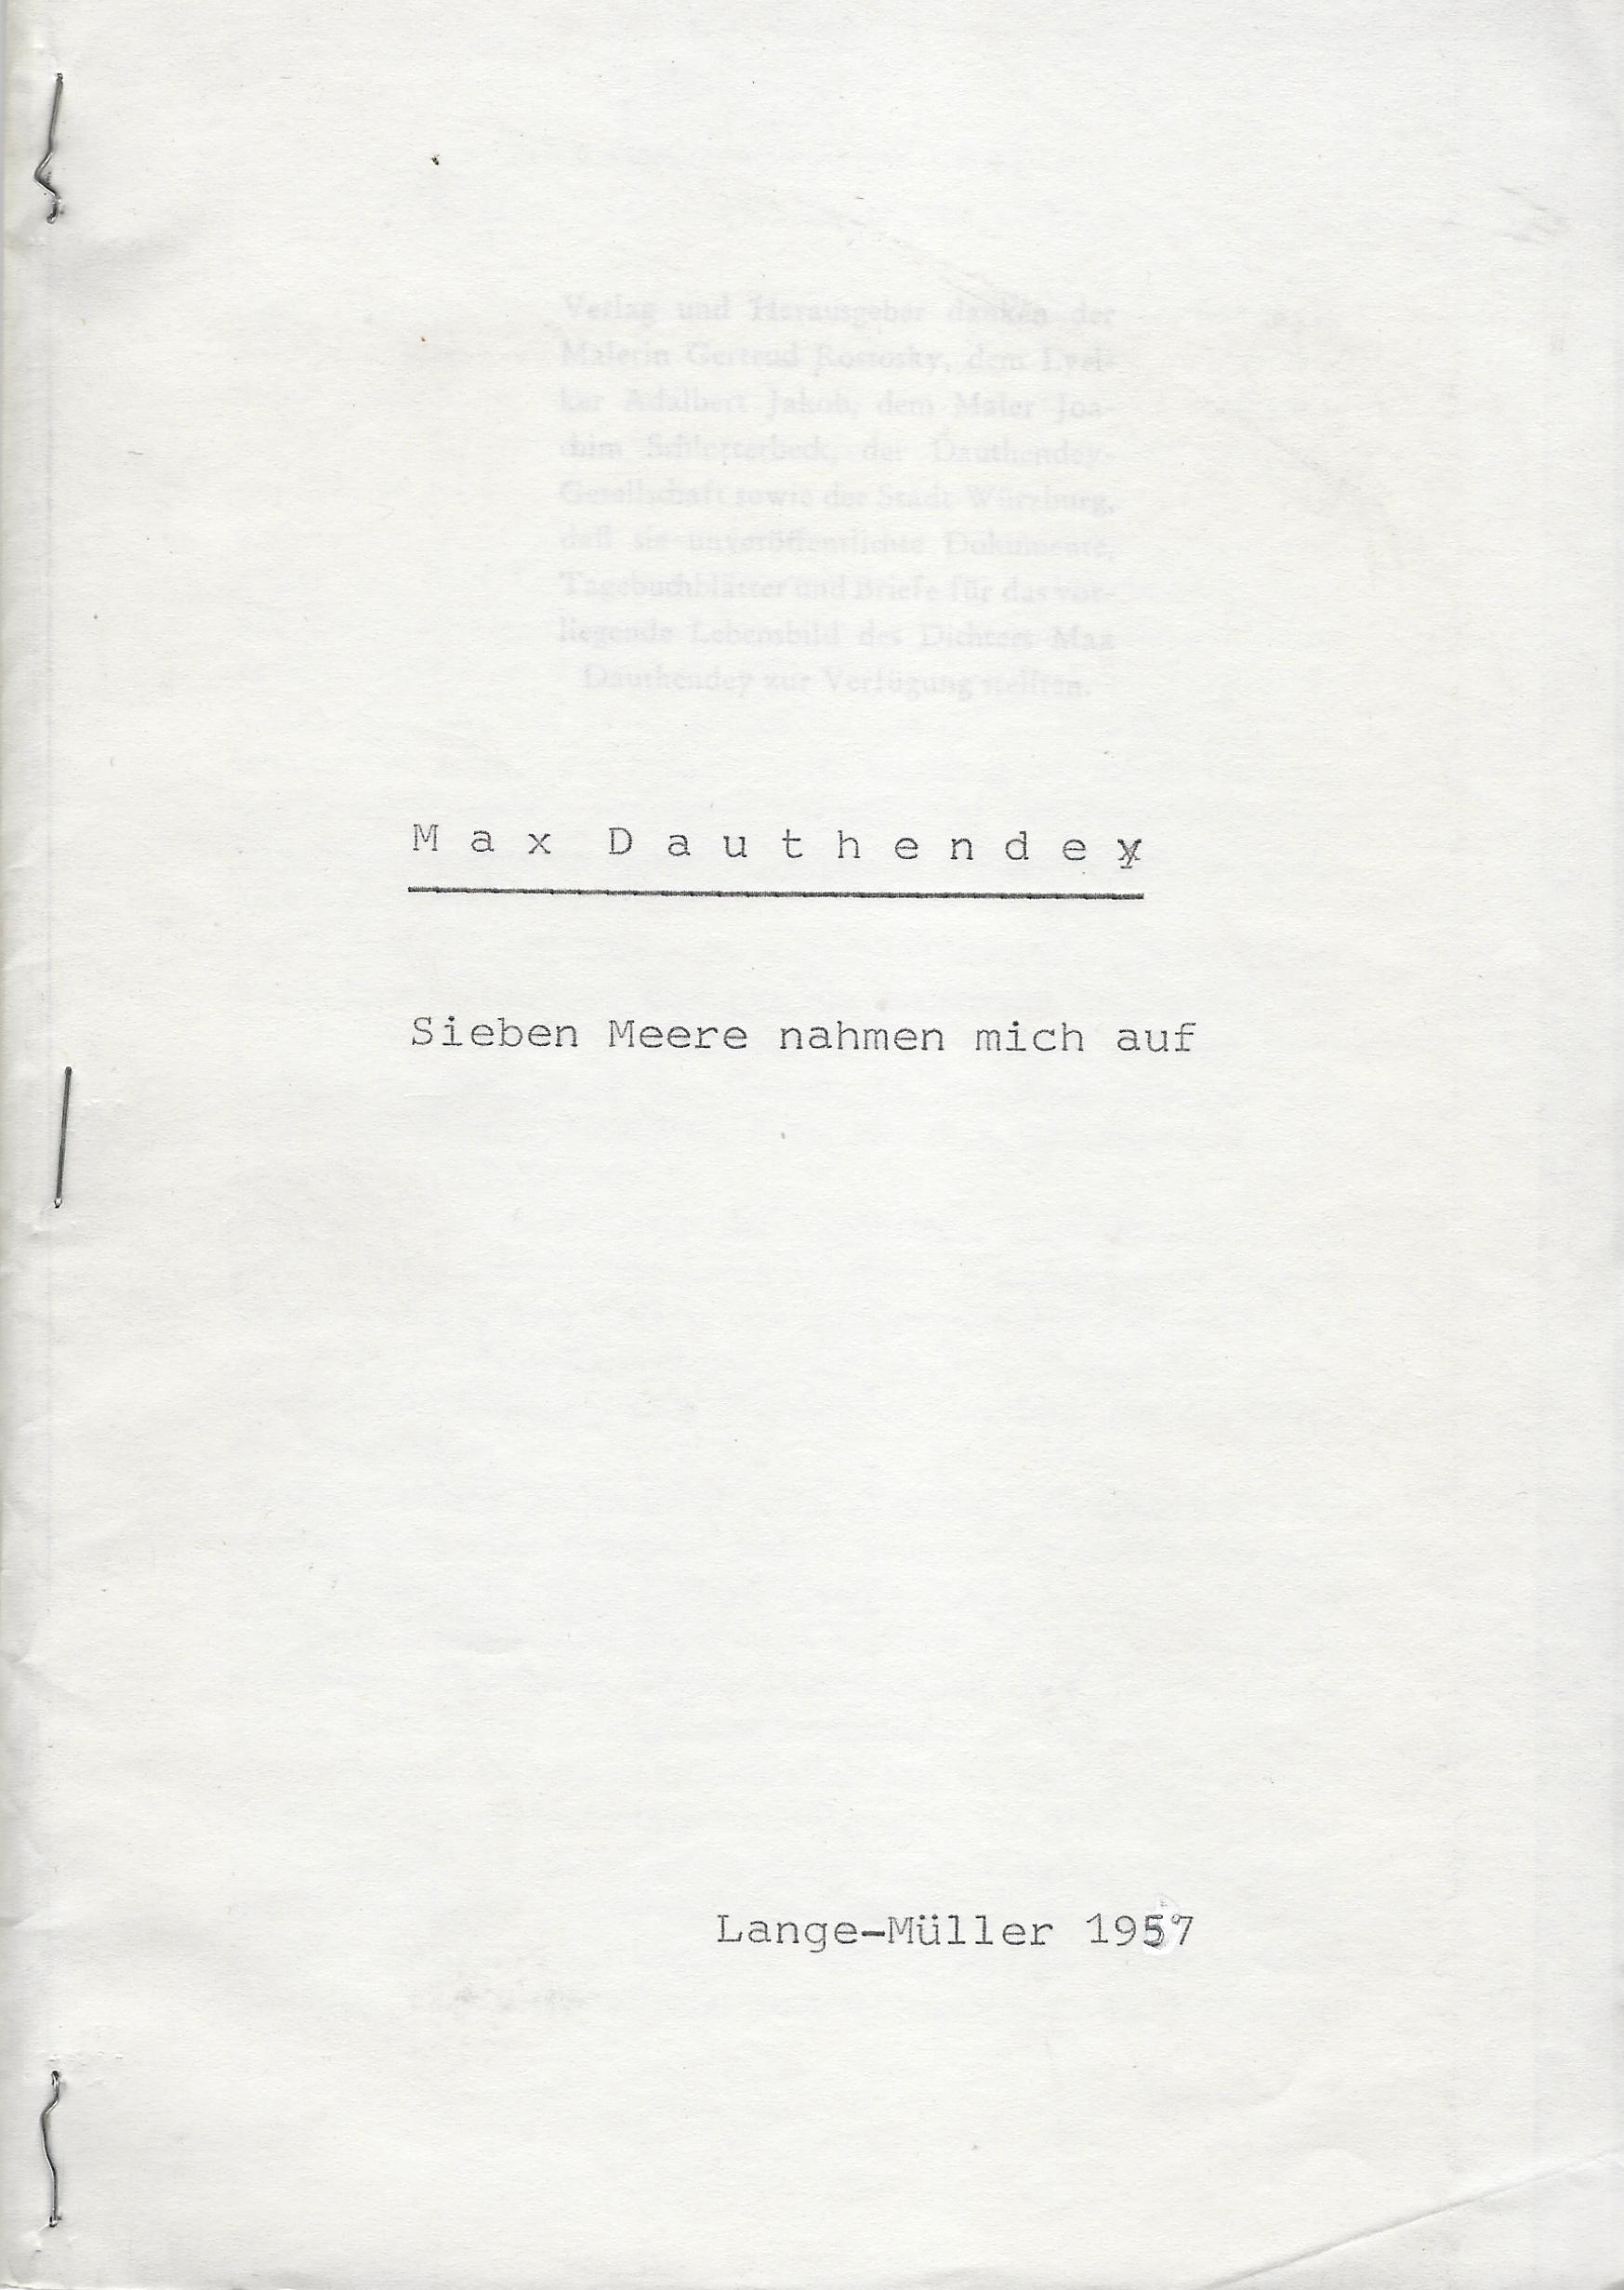 Verlag und Herausgeber danken der
Malerin Gertrud Rostosky, dem Lyri-
ker Adalbert Jakob, dem Maler Joa-
chim Schlotterbeck, der Dauthendey-
Gesellschaft sowie der Stadt Würzburg,
daß sie unveröffentlichte Dokumente,
Tagebuchblätter und Briefe für das vor-
liegende Lebensbild des Dichters Max
Dauthendey zur Verfügung stellten.
M a x D a u t h e n d e y
Sieben Meere nahmen mich auf
Lange-Müller 1957